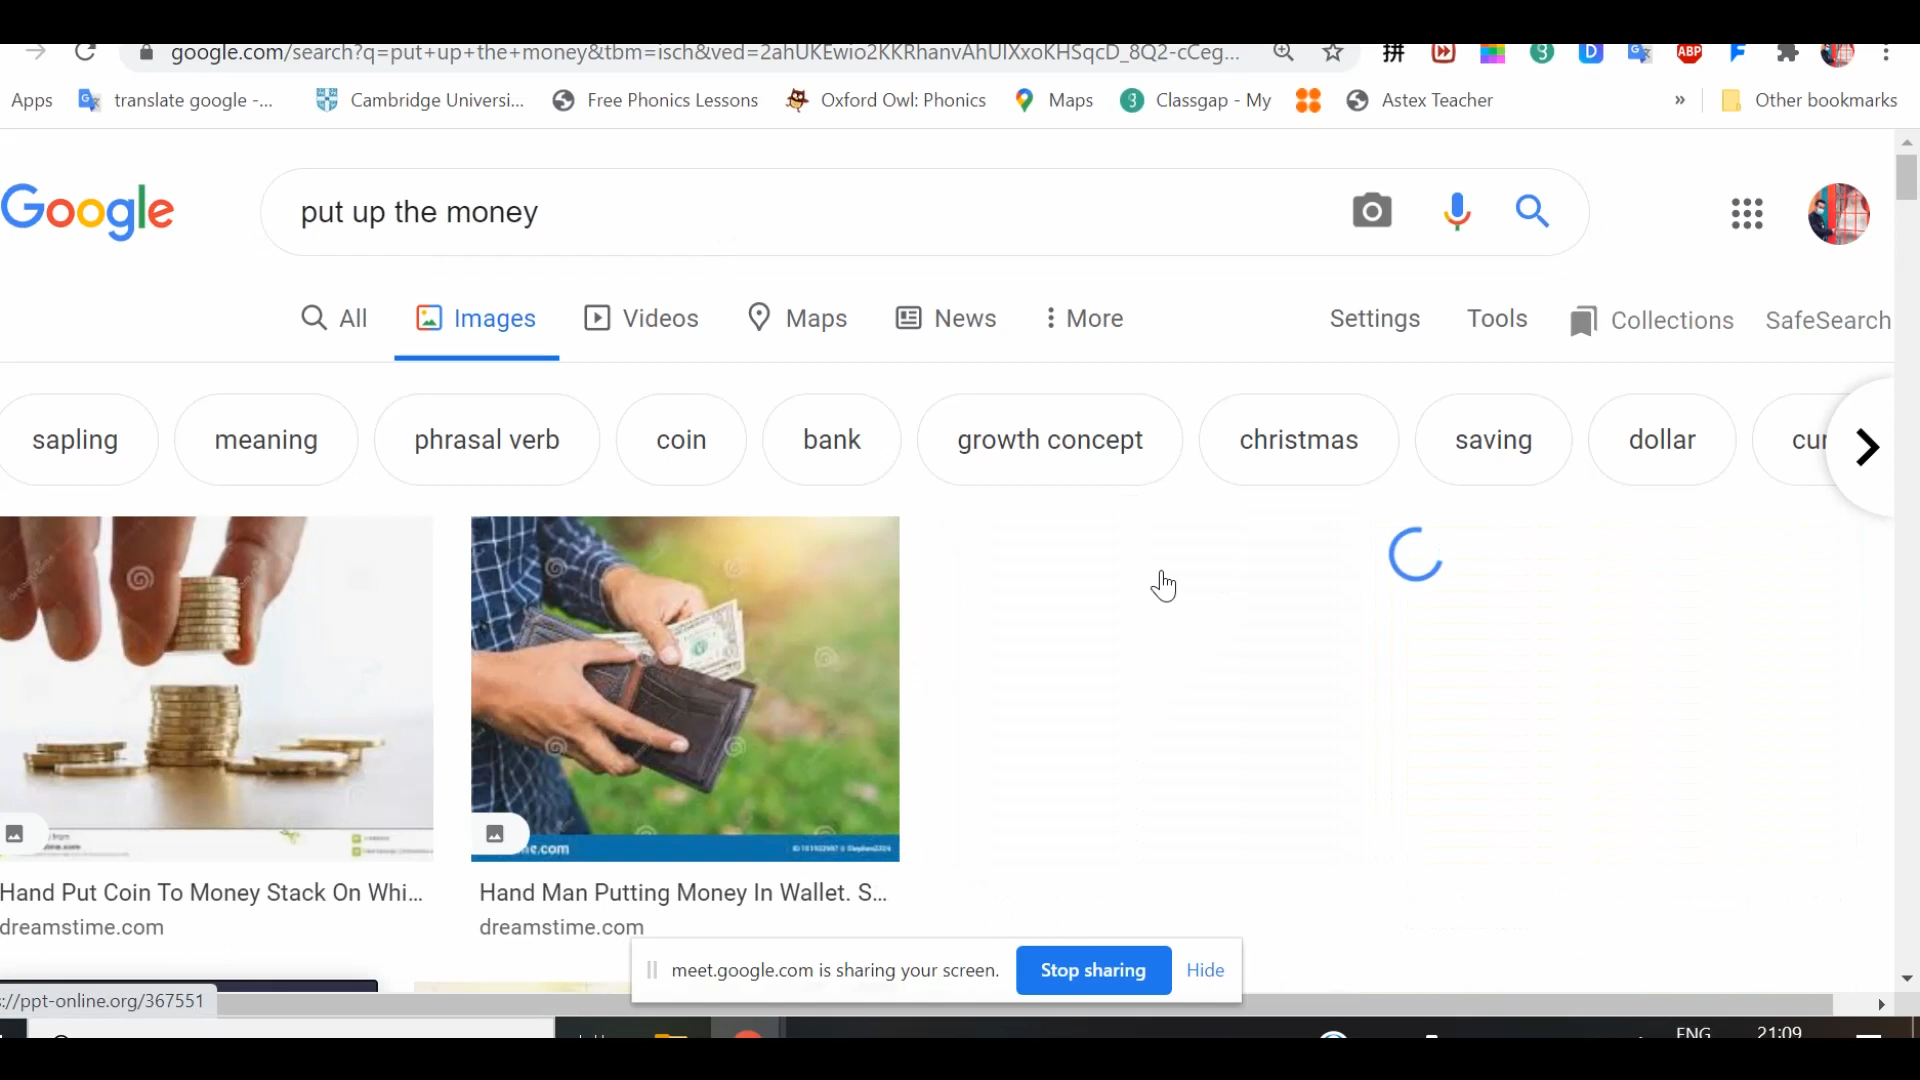 google.com/search?q=put+up+the+money&tbm=isch&ved=2ahUKEwio2KKRhanvAhUlXxoKHSqcD_8Q2-cCeg...
ABP
Apps translate google -... Cambridge Universi... Free Phonics Lessons Oxford Owl: Phonics Maps Classgap - My Astex Teacher » Other bookmarks
Google put up the money
All Images Videos Maps News More Settings Tools Collections SafeSearch
sapling meaning phrasal verb coin bank growth concept christmas saving dollar cur
Hand Put Coin To Money Stack On Whi... Hand Man Putting Money In Wallet. S...
dreamstime.com dreamstime.com
meet.google.com is sharing your screen. Stop sharing Hide
://ppt-online.org/367551
ENG 21:09